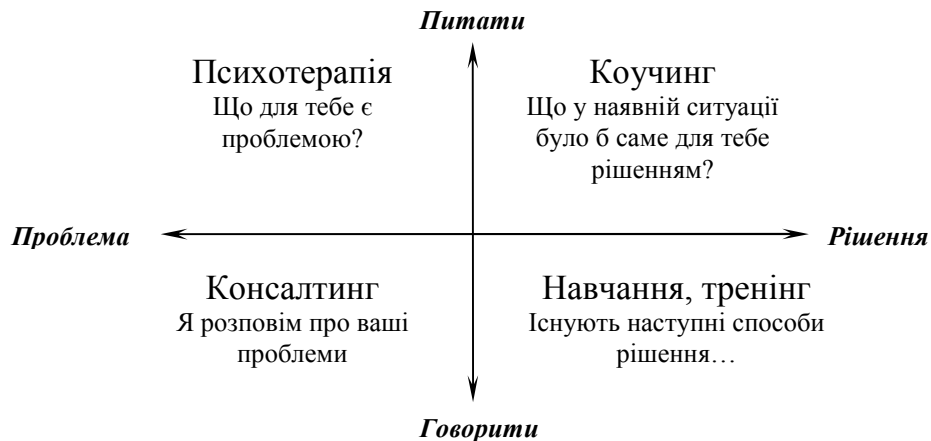 Питати
Психотерапія
Що для тебе є
проблемою?
Коучинг
Що у наявній ситуації
було б саме для тебе
рішенням?
Проблема
Рішення
Консалтинг
Я розповім про ваші
проблеми
Навчання, тренінг
Існують наступні способи
рішення…
Говорити